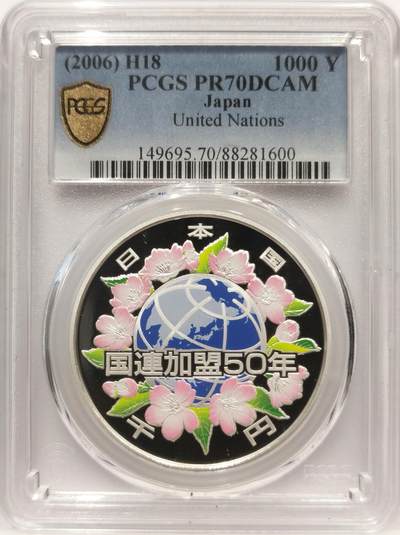 (2006) H18 1000 Y
PCGS PR70DCAM
Japan
United Nations
149695.70/88281600
PCGS
日本国
国連加盟50年
千円